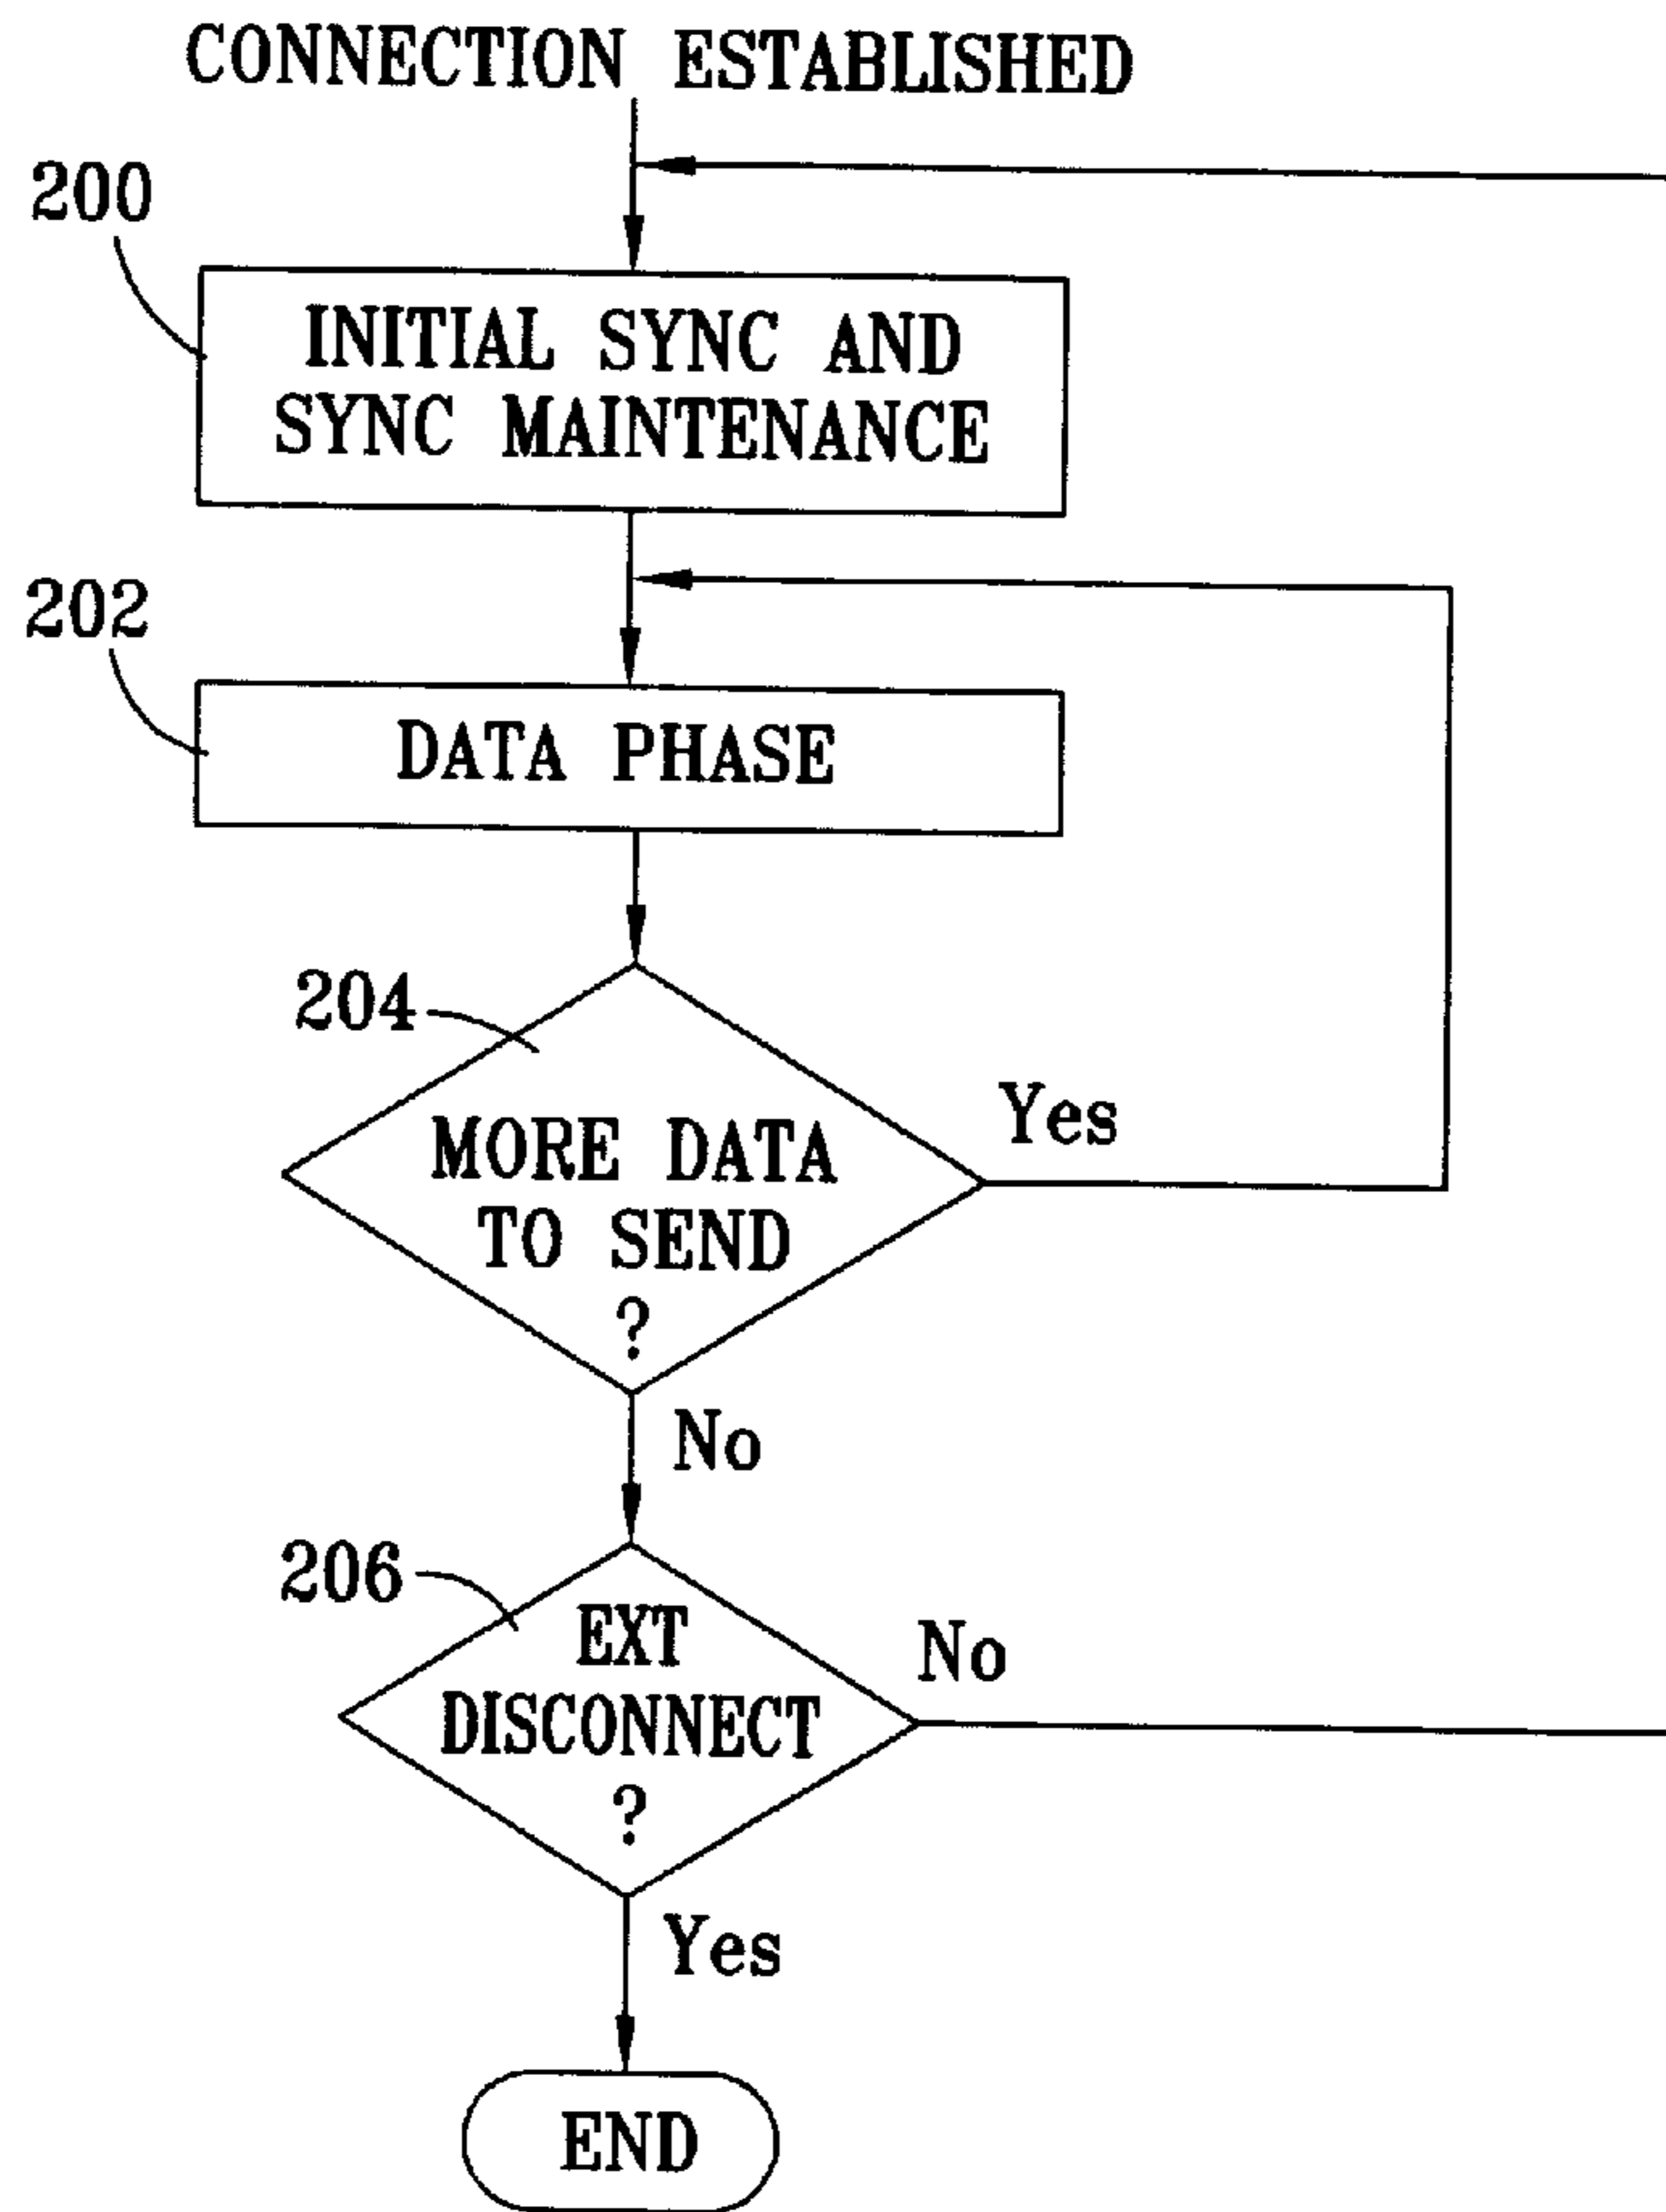 CONNECTION ESTABLISHED
200
INITIAL SYNC AND
SYNC MAINTENANCE
202
DATA PHASE
204
MORE DATA
TO SEND
?
Yes
No
206
EXT
DISCONNECT
?
No
Yes
END